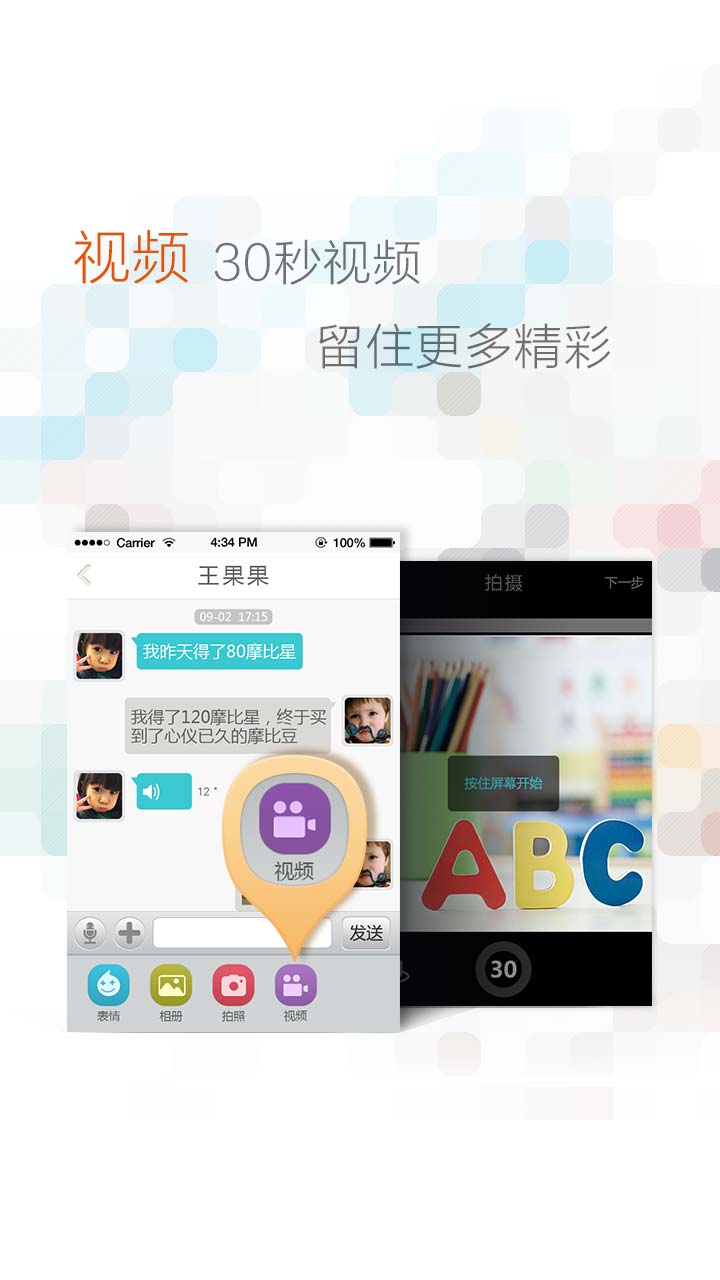 视频 30秒视频
留住更多精彩
Carrier 4:34 PM 100%
王果果
09-02 17:15
我昨天得了80摩比星
我得了120摩比星，终于买
到了心仪已久的摩比豆
12"
视频
发送
表情 相册 拍照 视频
拍摄 下一步
按住屏幕开始
ABC
30